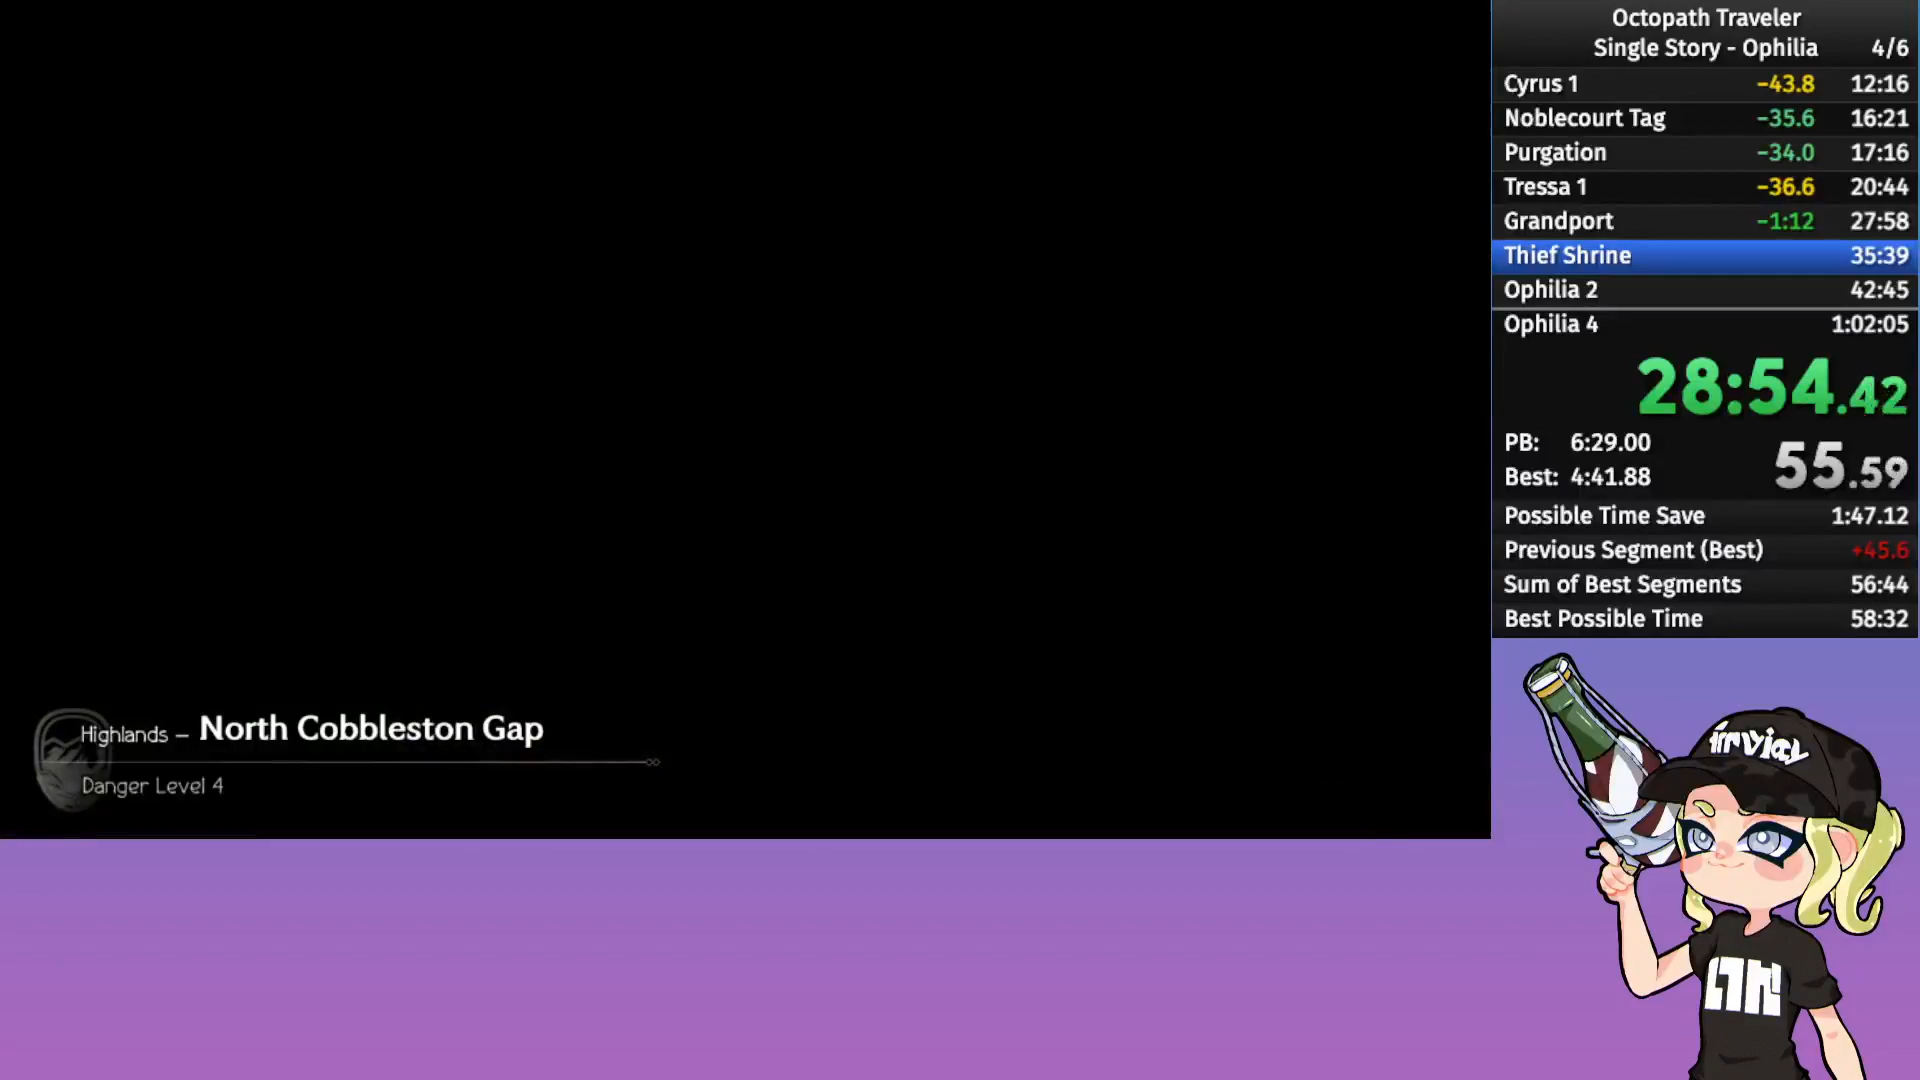 Octopath Traveler
Single Story - Ophilia 4/6
Cyrus 1 -43.8 12:16
Noblecourt Tag -35.6 16:21
Purgation -34.0 17:16
Tressa 1 -36.6 20:44
Grandport -1:12 27:58
Thief Shrine 35:39
Ophilia 2 42:45
Ophilia 4 1:02:05
28:54.42
PB: 6:29.00
55.59
Best: 4:41.88
Possible Time Save 1:47.12
Previous Segment (Best) +45.6
Sum of Best Segments 56:44
Best Possible Time 58:32
Highlands – North Cobbleston Gap
Danger Level 4